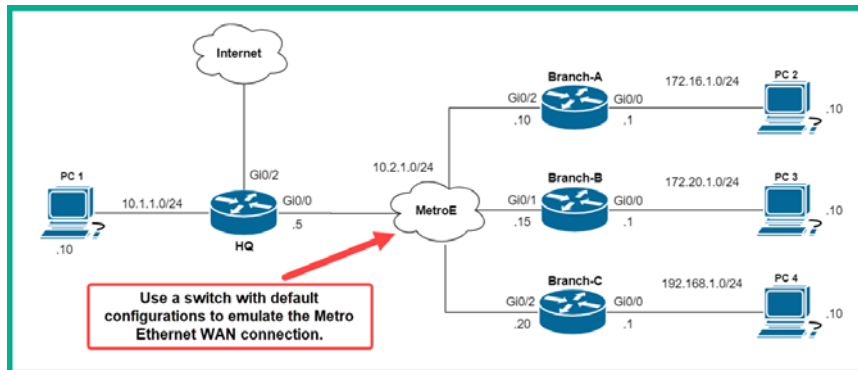 Internet
Branch-A
172.16.1.0/24
PC 2
Gi0/2
Gi0/0
.10
.1
.10
Gi0/2
10.2.1.0/24
PC 1
10.1.1.0/24
Gi0/0
.5
.10
HQ
MetroE
Branch-B
172.20.1.0/24
PC 3
Gi0/1
Gi0/0
.15
.1
.10
Use a switch with default
configurations to emulate the Metro
Ethernet WAN connection.
Branch-C
192.168.1.0/24
PC 4
Gi0/2
Gi0/0
.20
.1
.10